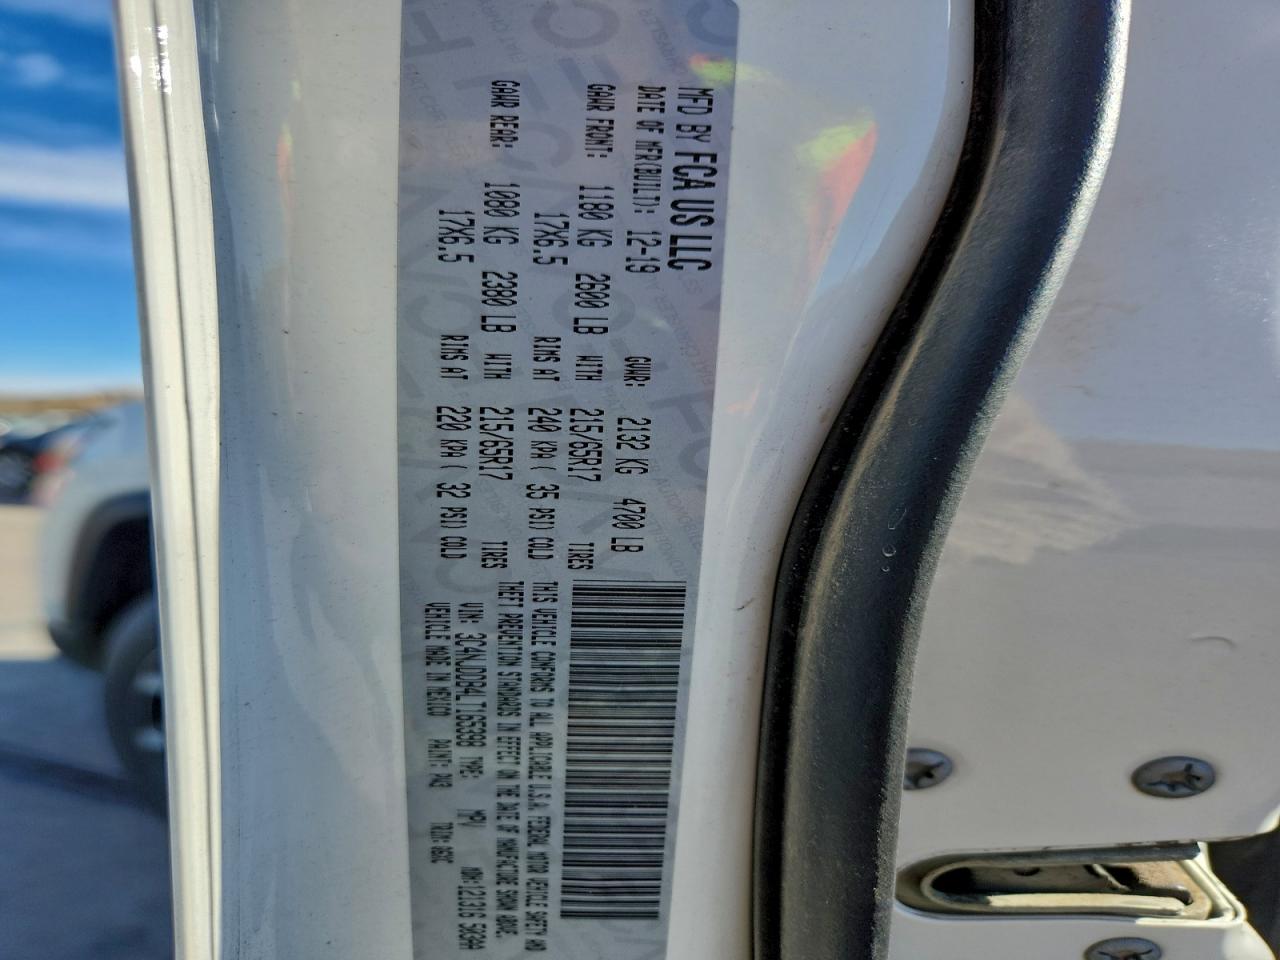 MFD BY FCA US LLC
DATE OF MFR(BUILT): 12-19 GVWR: 2132 KG 4700 LB
GAWR FRONT: 1180 KG 2600 LB WITH 215/65R17 TIRES
17X6.5 RIMS AT 240 KPA ( 35 PSI) COLD
GAWR REAR: 1080 KG 2380 LB WITH 215/65R17 TIRES
17X6.5 RIMS AT 220 KPA ( 32 PSI) COLD
THIS VEHICLE CONFORMS TO ALL APPLICABLE U.S.A. FEDERAL MOTOR VEHICLE SAFETY AND
THEFT PREVENTION STANDARDS IN EFFECT ON THE DATE OF MANUFACTURE SHOWN ABOVE.
VIN: 3C4NJDDB4LT165398 TYPE: MPV MDH:
VEHICLE MADE IN MEXICO PAINT: PW3 TRIM: